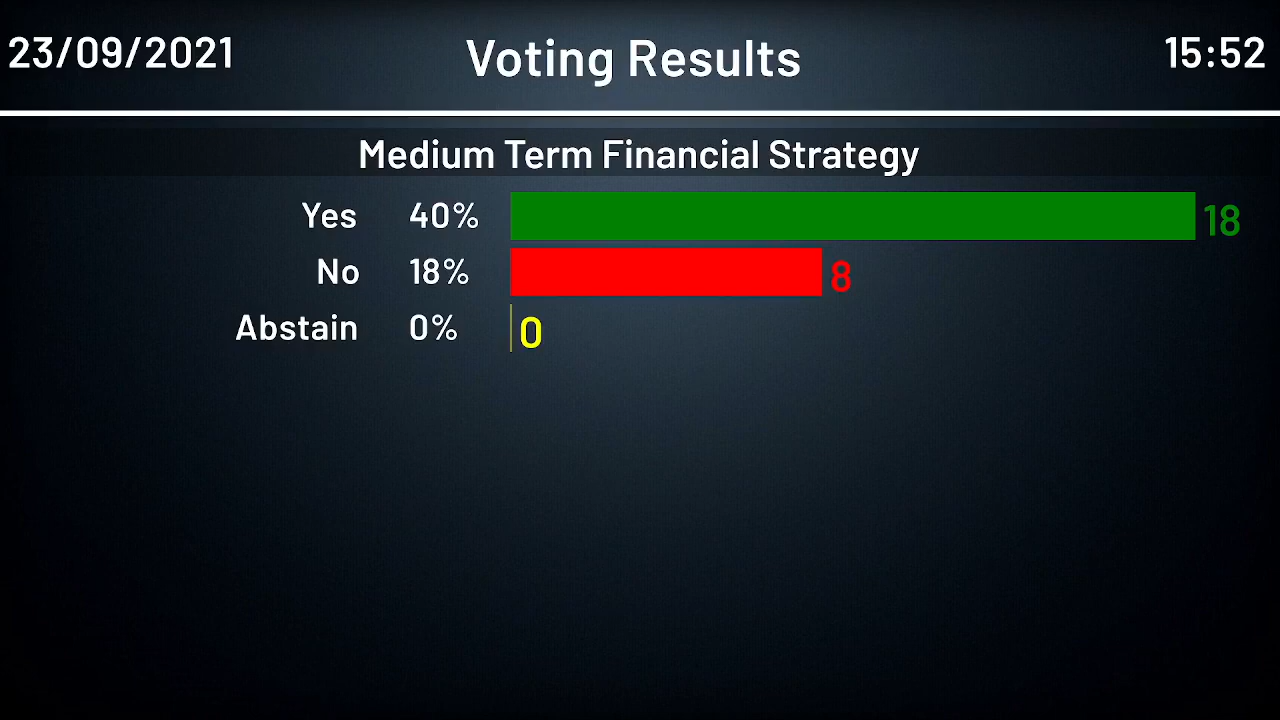 23/09/2021 Voting Results 15:52
Medium Term Financial Strategy
Yes 40% 18
No 18% 8
Abstain 0% 0